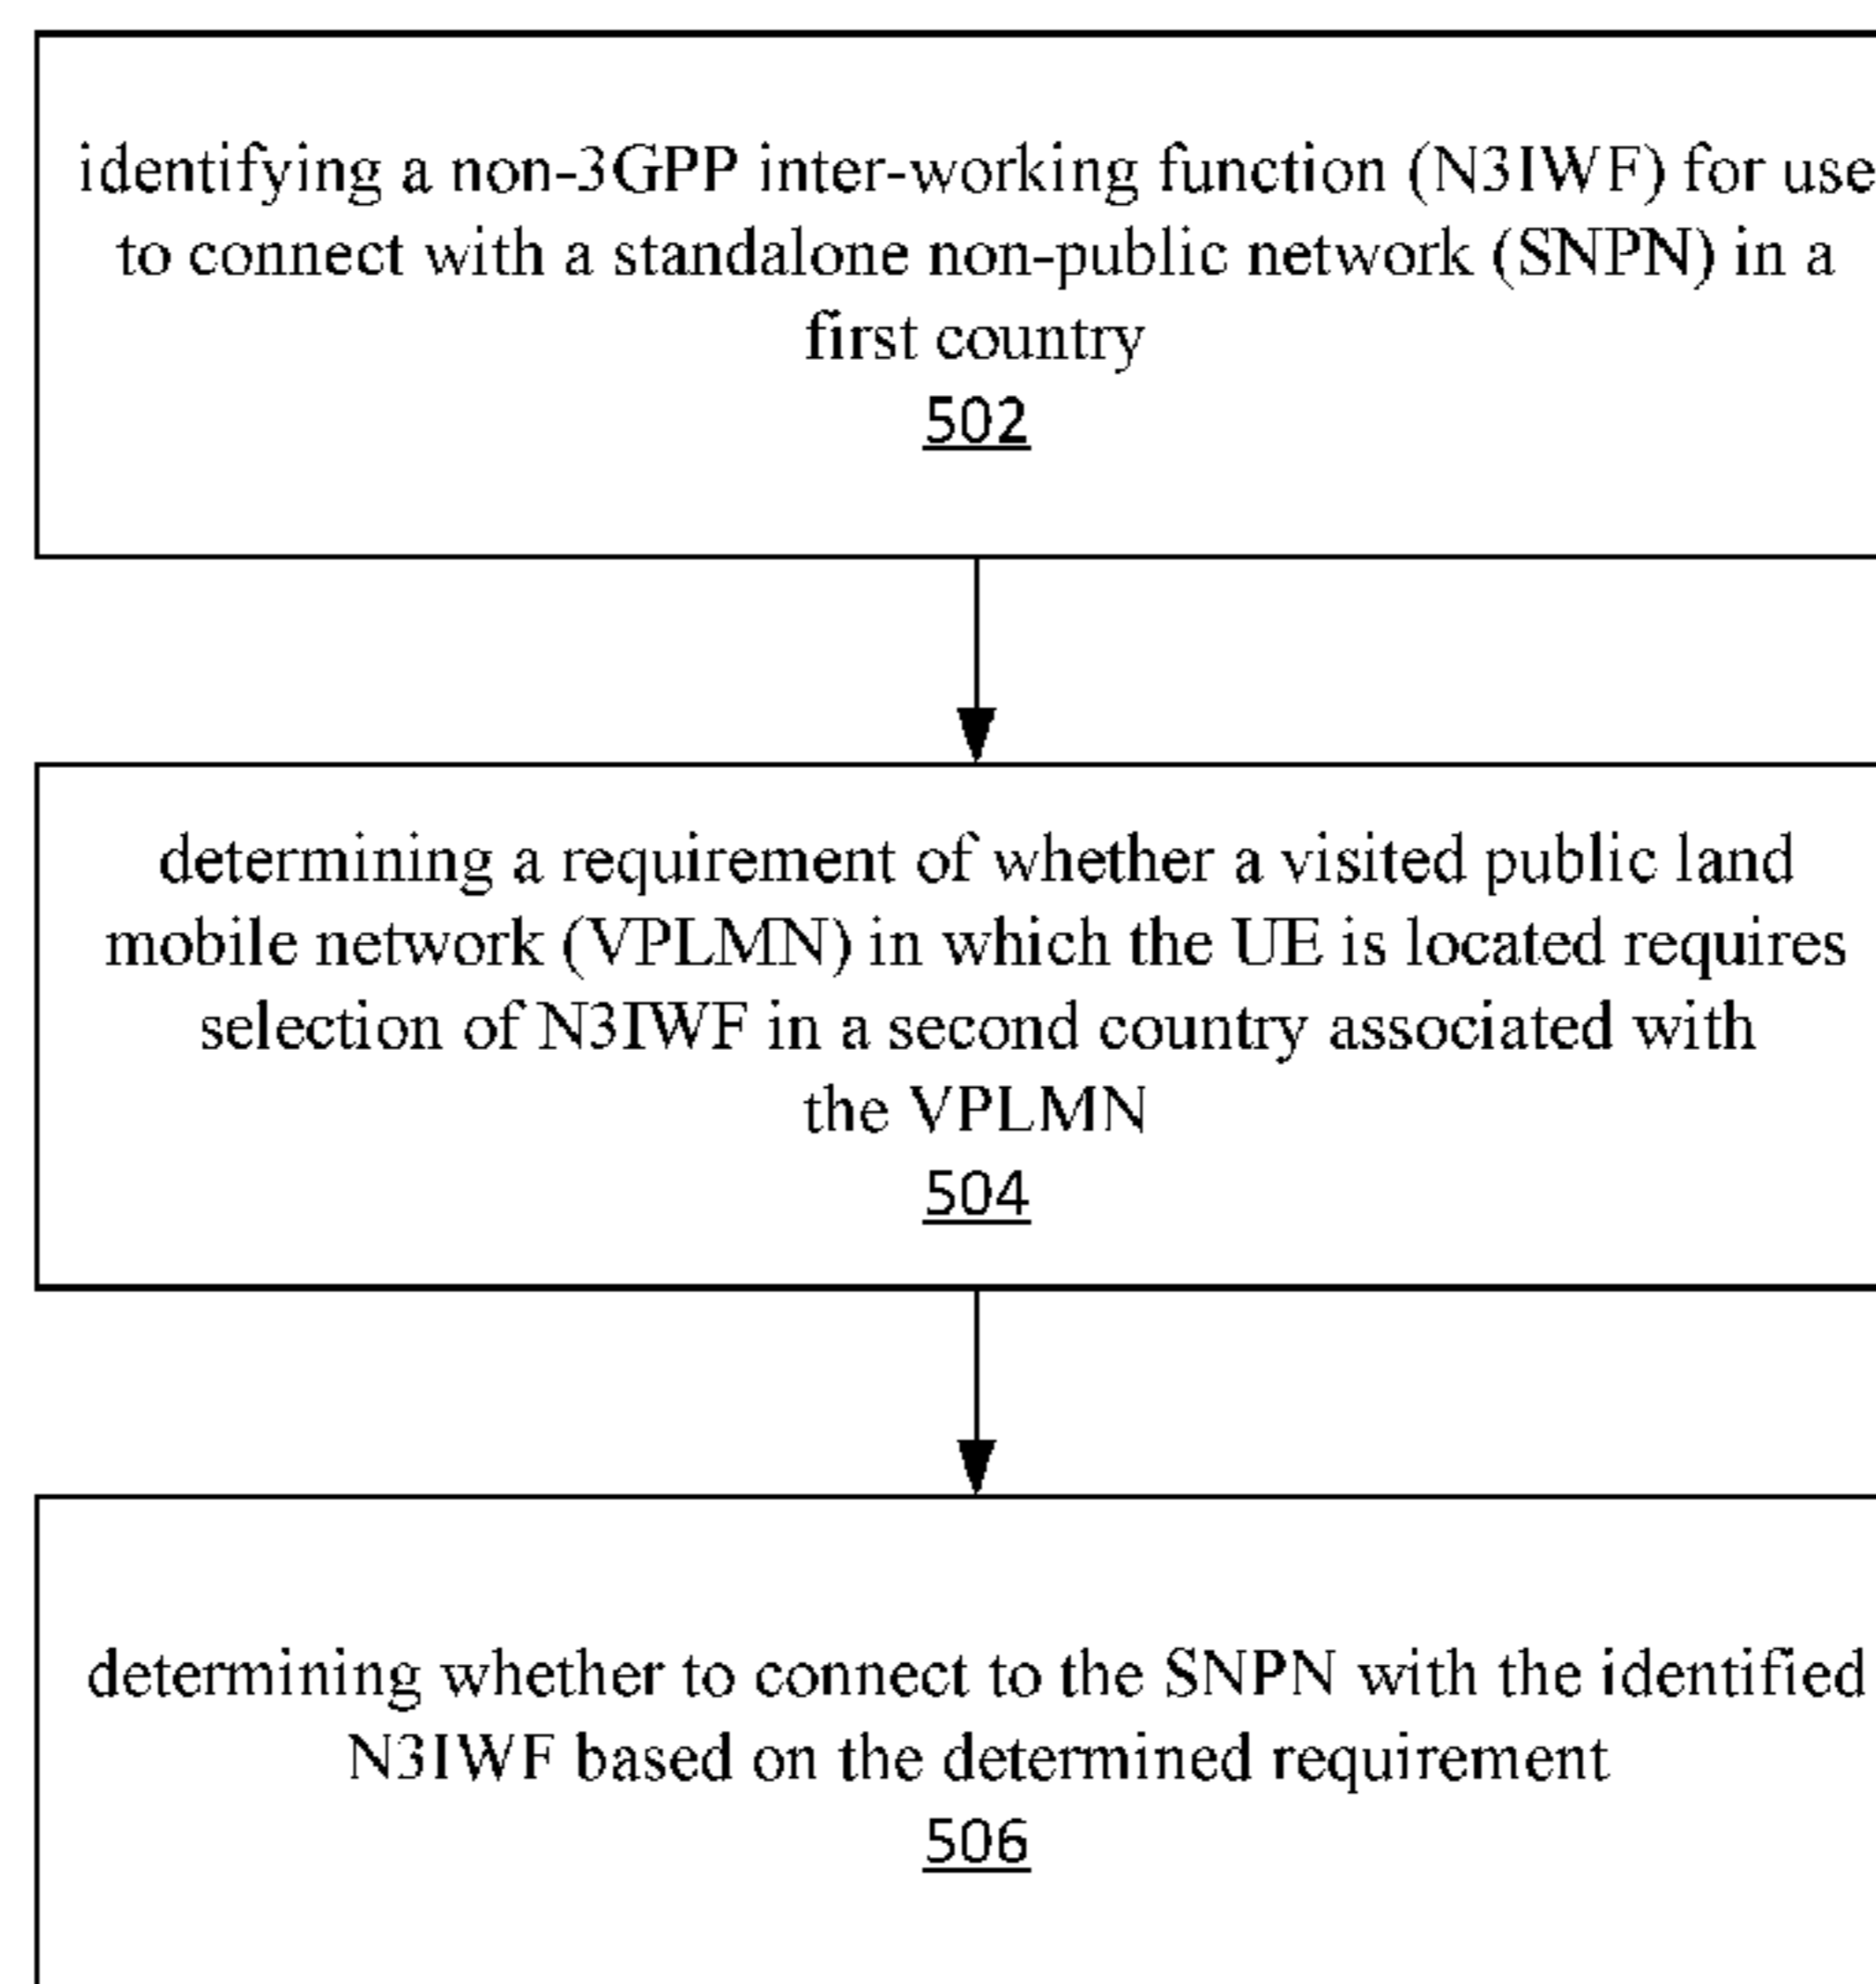 identifying a non-3GPP inter-working function (N3IWF) for use
to connect with a standalone non-public network (SNPN) in a
first country
502
determining a requirement of whether a visited public land
mobile network (VPLMN) in which the UE is located requires
selection of N3IWF in a second country associated with
the VPLMN
504
determining whether to connect to the SNPN with the identified
N3IWF based on the determined requirement
506